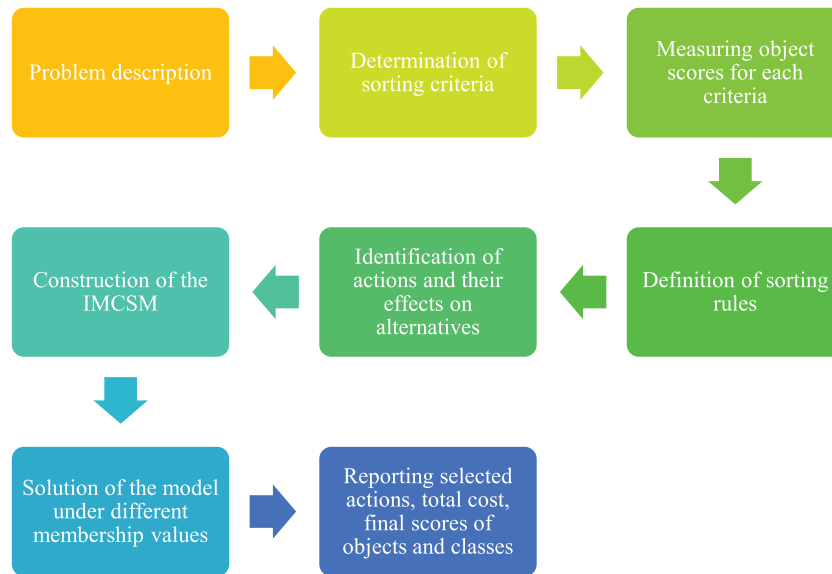 Problem description
Determination of
sorting criteria
Measuring object
scores for each
criteria
Construction of the
IMCSM
Identification of
actions and their
effects on
alternatives
Definition of sorting
rules
Solution of the model
under different
membership values
Reporting selected
actions, total cost,
final scores of
objects and classes